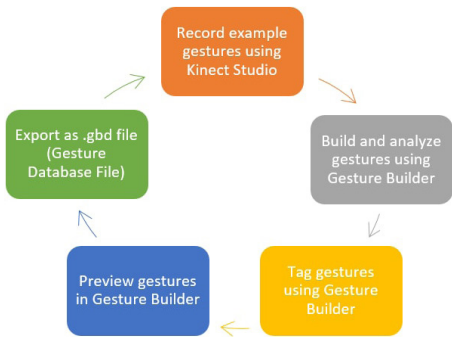 Record example
gestures using
Kinect Studio
Build and analyze
gestures using
Gesture Builder
Tag gestures
using Gesture
Builder
Preview gestures
in Gesture Builder
Export as .gbd file
(Gesture
Database File)